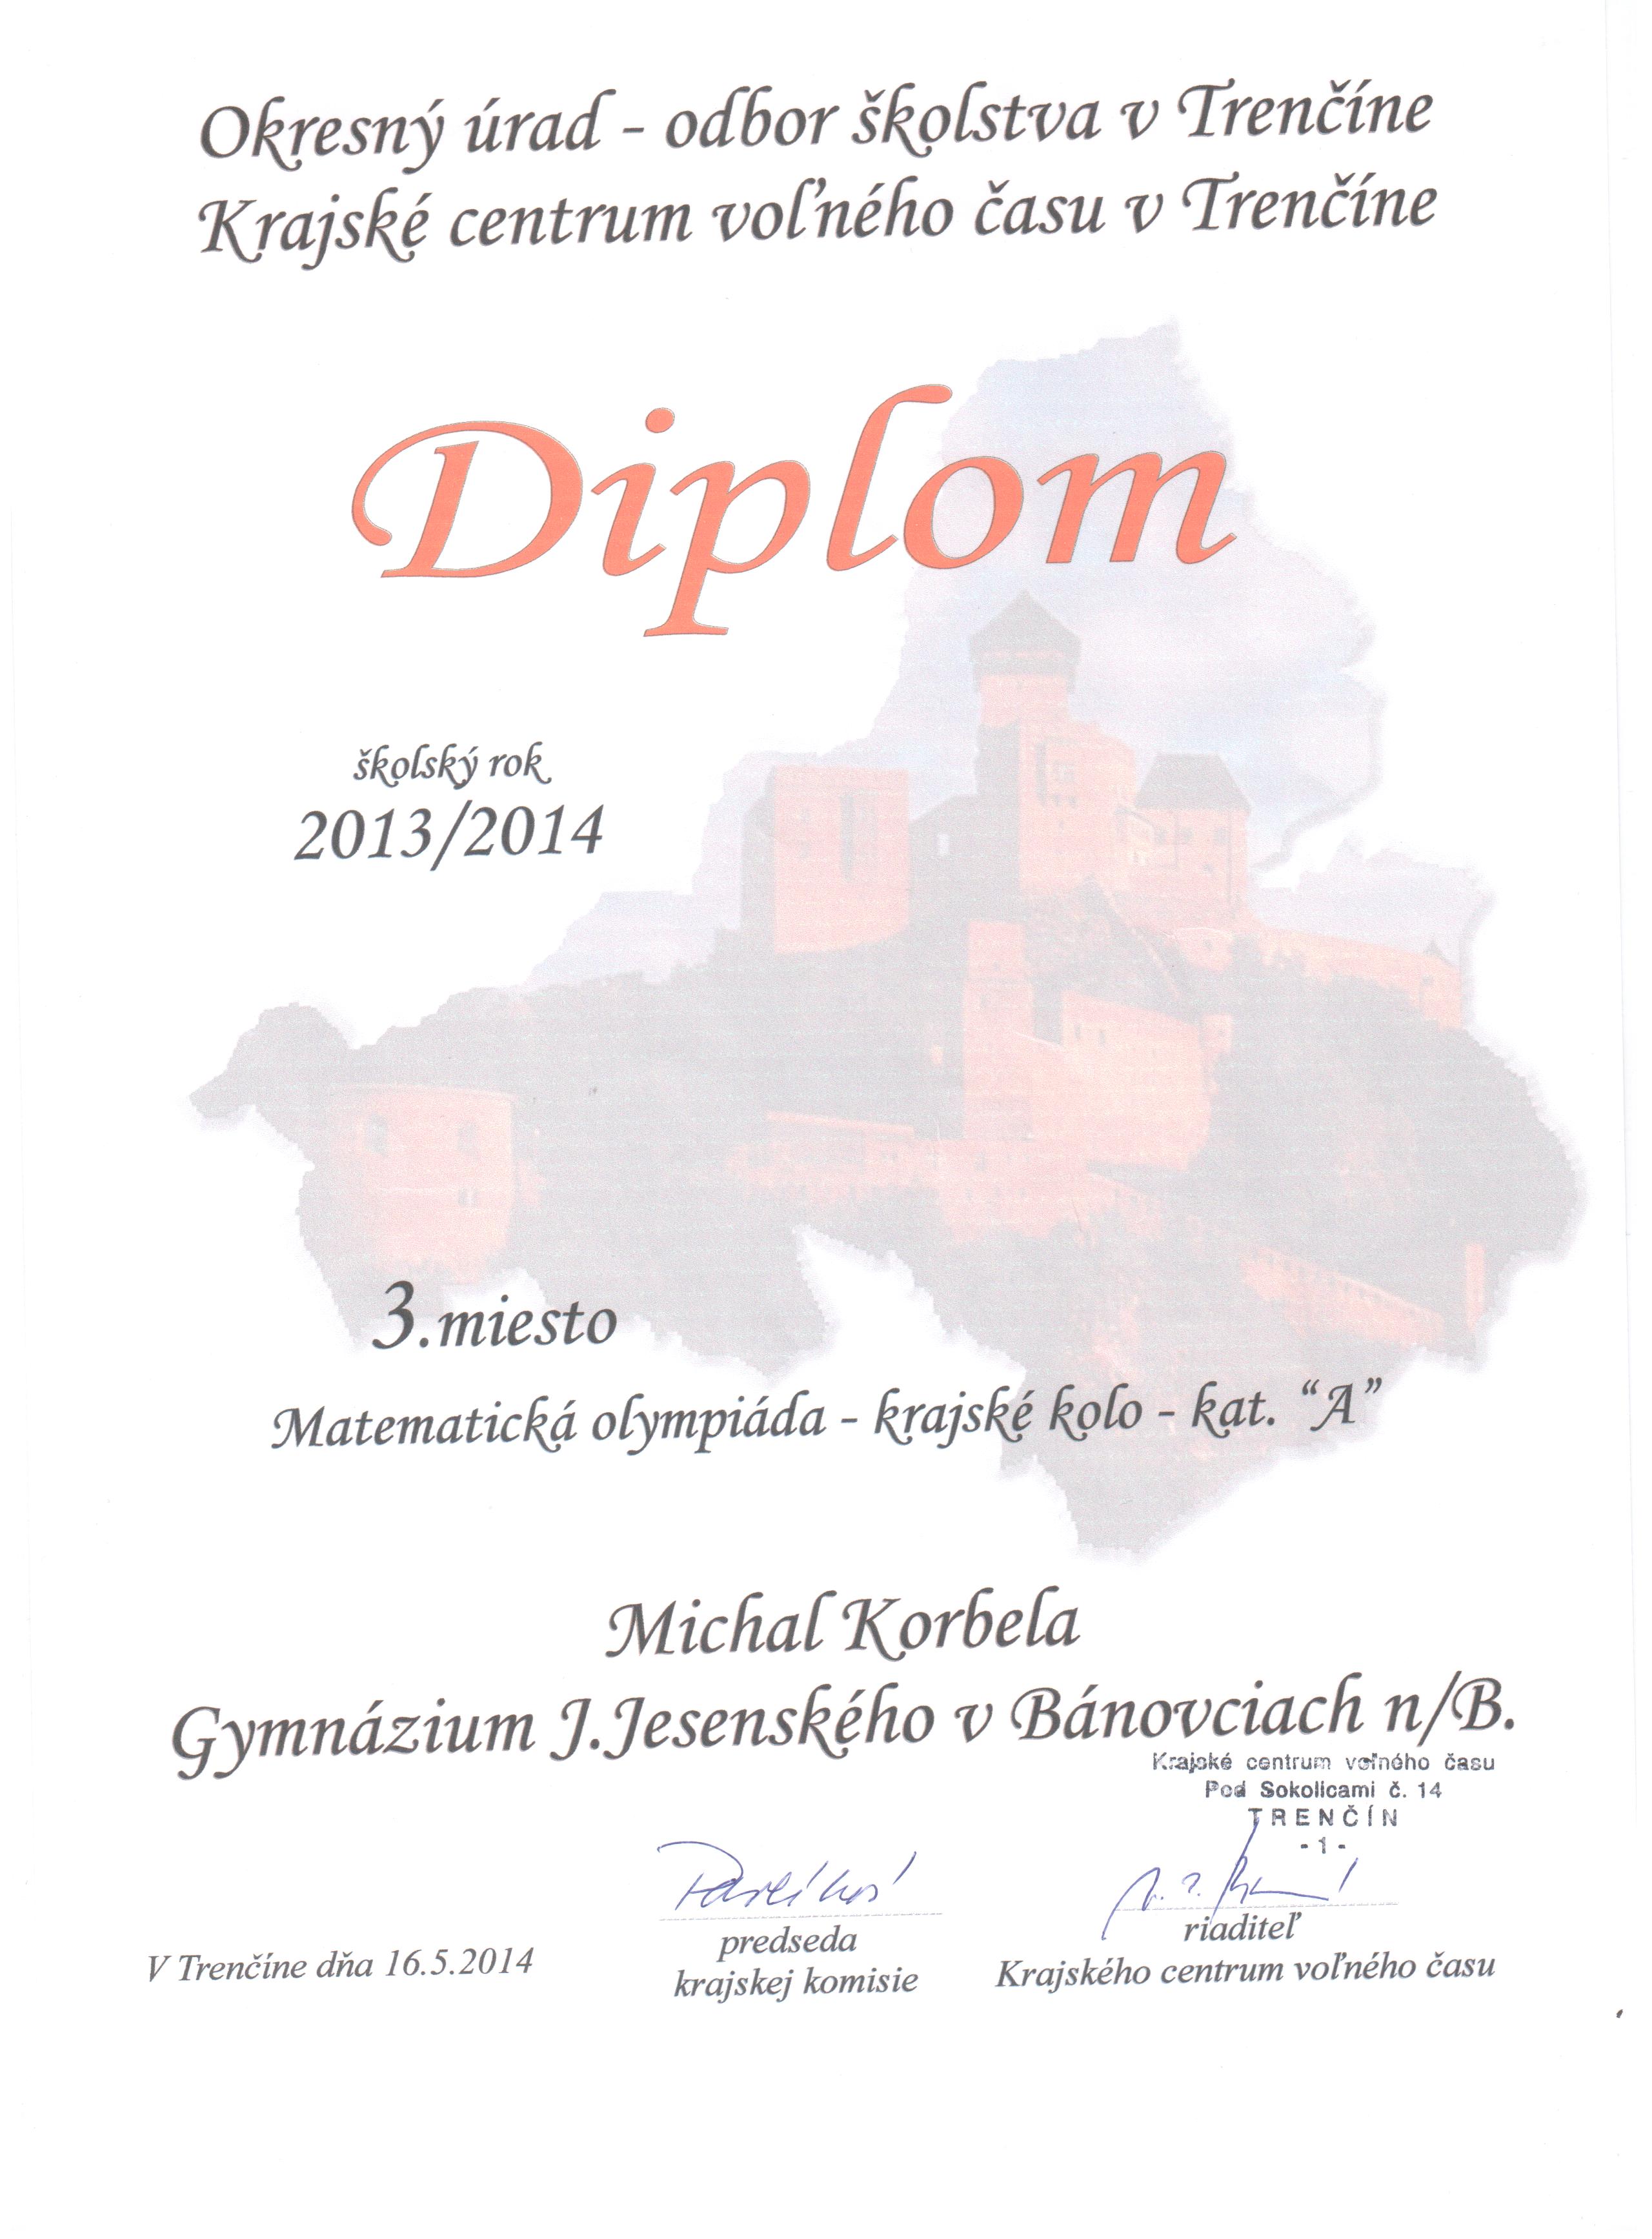 Okresný úrad - odbor školstva v Trenčíne
Krajské centrum voľného času v Trenčíne
Diplom
školský rok
2013/2014
3.miesto
Matematická olympiáda - krajské kolo - kat. “A”
Michal Korbela
Gymnázium J.Jesenského v Bánovciach n/B.
Krajské centrum voľného času
Pod Sokolicami č. 14
TRENČÍN
- 1 -
predseda
krajskej komisie
riaditeľ
Krajského centrum voľného času
V Trenčíne dňa 16.5.2014